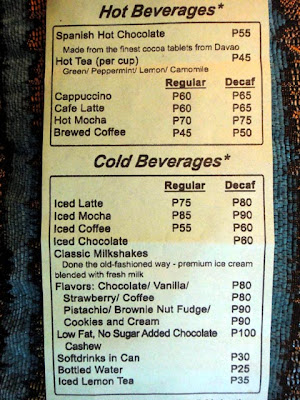 Hot Beverages*
Spanish Hot Chocolate P55
Made from the finest cocoa tablets from Davao
Hot Tea (per cup) P45
Green/ Peppermint/ Lemon/ Camomile
Regular Decaf
Cappuccino P60 P65
Cafe Latte P60 P65
Hot Mocha P70 P75
Brewed Coffee P45 P50
Cold Beverages*
Regular Decaf
Iced Latte P75 P80
Iced Mocha P85 P90
Iced Coffee P55 P60
Iced Chocolate P60
Classic Milkshakes
Done the old-fashioned way - premium ice cream
blended with fresh milk
Flavors: Chocolate/ Vanilla/ P80
Strawberry/ Coffee P80
Pistachio/ Brownie Nut Fudge/ P90
Cookies and Cream P90
Low Fat, No Sugar Added Chocolate P100
Cashew
Softdrinks in Can P30
Bottled Water P25
Iced Lemon Tea P35